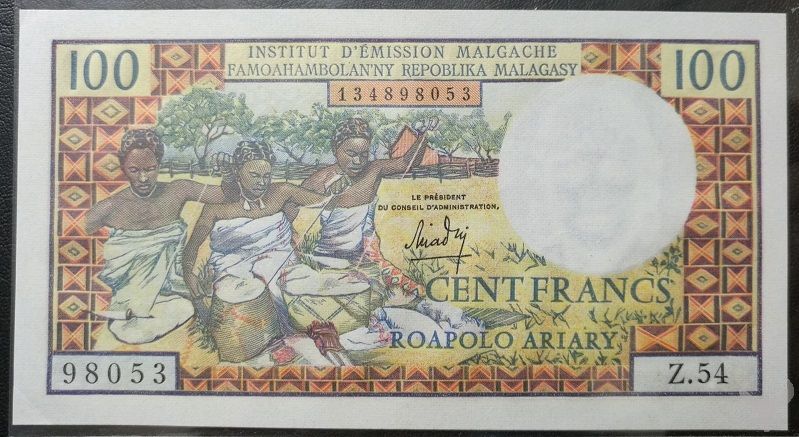 100
INSTITUT D'ÉMISSION MALGACHE
FAMOAHAMBOLAN'NY REPOBLIKA MALAGASY
100
134898053
LE PRÉSIDENT
DU CONSEIL D'ADMINISTRATION,
CENT FRANCS
ROAPOLO ARIARY
98053
Z.54